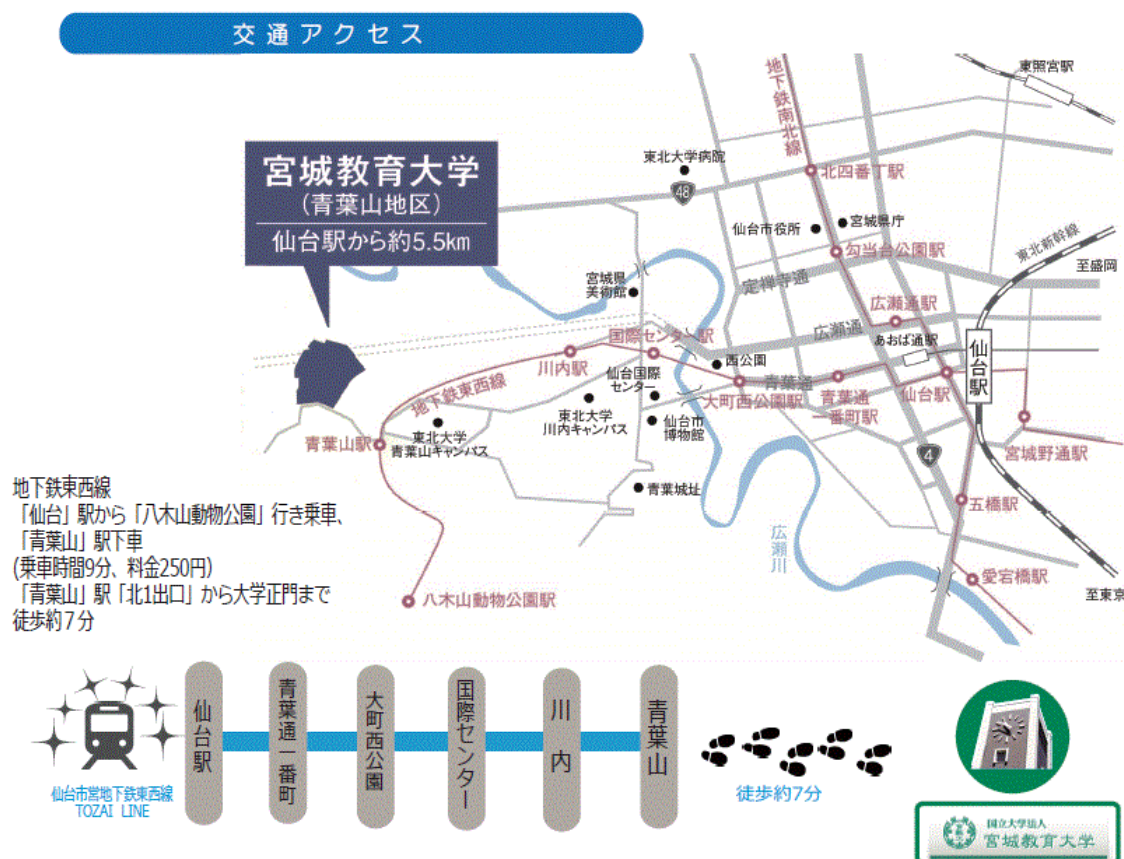 交通アクセス
東照宮駅
地下鉄南北線
宮城教育大学
(青葉山地区)
仙台駅から約5.5km
東北大学病院
48
北四番丁駅
仙台市役所
宮城県庁
勾当台公園駅
東北新幹線
至盛岡
宮城県
美術館
定禅寺通
広瀬通駅
広瀬通
あおば通駅
国際センター駅
西公園
仙台駅
川内駅
仙台国際
センター
青葉通
地下鉄東西線
大町西公園駅
青葉通
一番町駅
仙台駅
東北大学
川内キャンパス
仙台市
博物館
青葉山駅
東北大学
青葉山キャンパス
4
宮城野通駅
青葉城址
五橋駅
広瀬川
愛宕橋駅
至東京
八木山動物公園駅
地下鉄東西線
「仙台」駅から「八木山動物公園」行き乗車、
「青葉山」駅下車
(乗車時間9分、料金250円)
「青葉山」駅「北1出口」から大学正門まで
徒歩約7分
仙台市営地下鉄東西線
TOZAI LINE
仙台駅
青葉通一番町
大町西公園
国際センター
川内
青葉山
徒歩約7分
国立大学法人
宮城教育大学